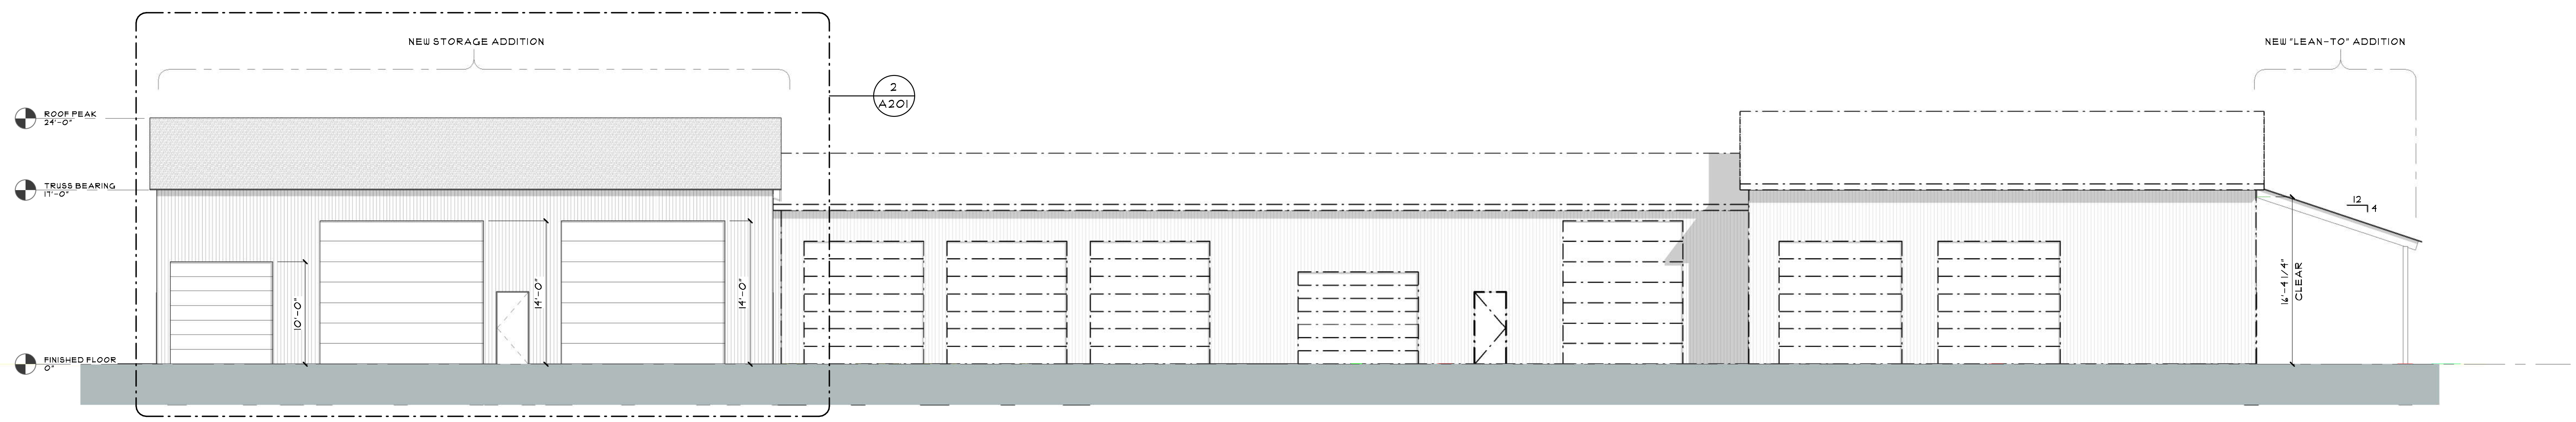 NEW STORAGE ADDITION
NEW "LEAN-TO" ADDITION
2
A201
ROOF PEAK
24'-0"
TRUSS BEARING
17'-0"
12
4
10'-0"
14'-0"
14'-0"
16'-4 1/4"
CLEAR
FINISHED FLOOR
0"